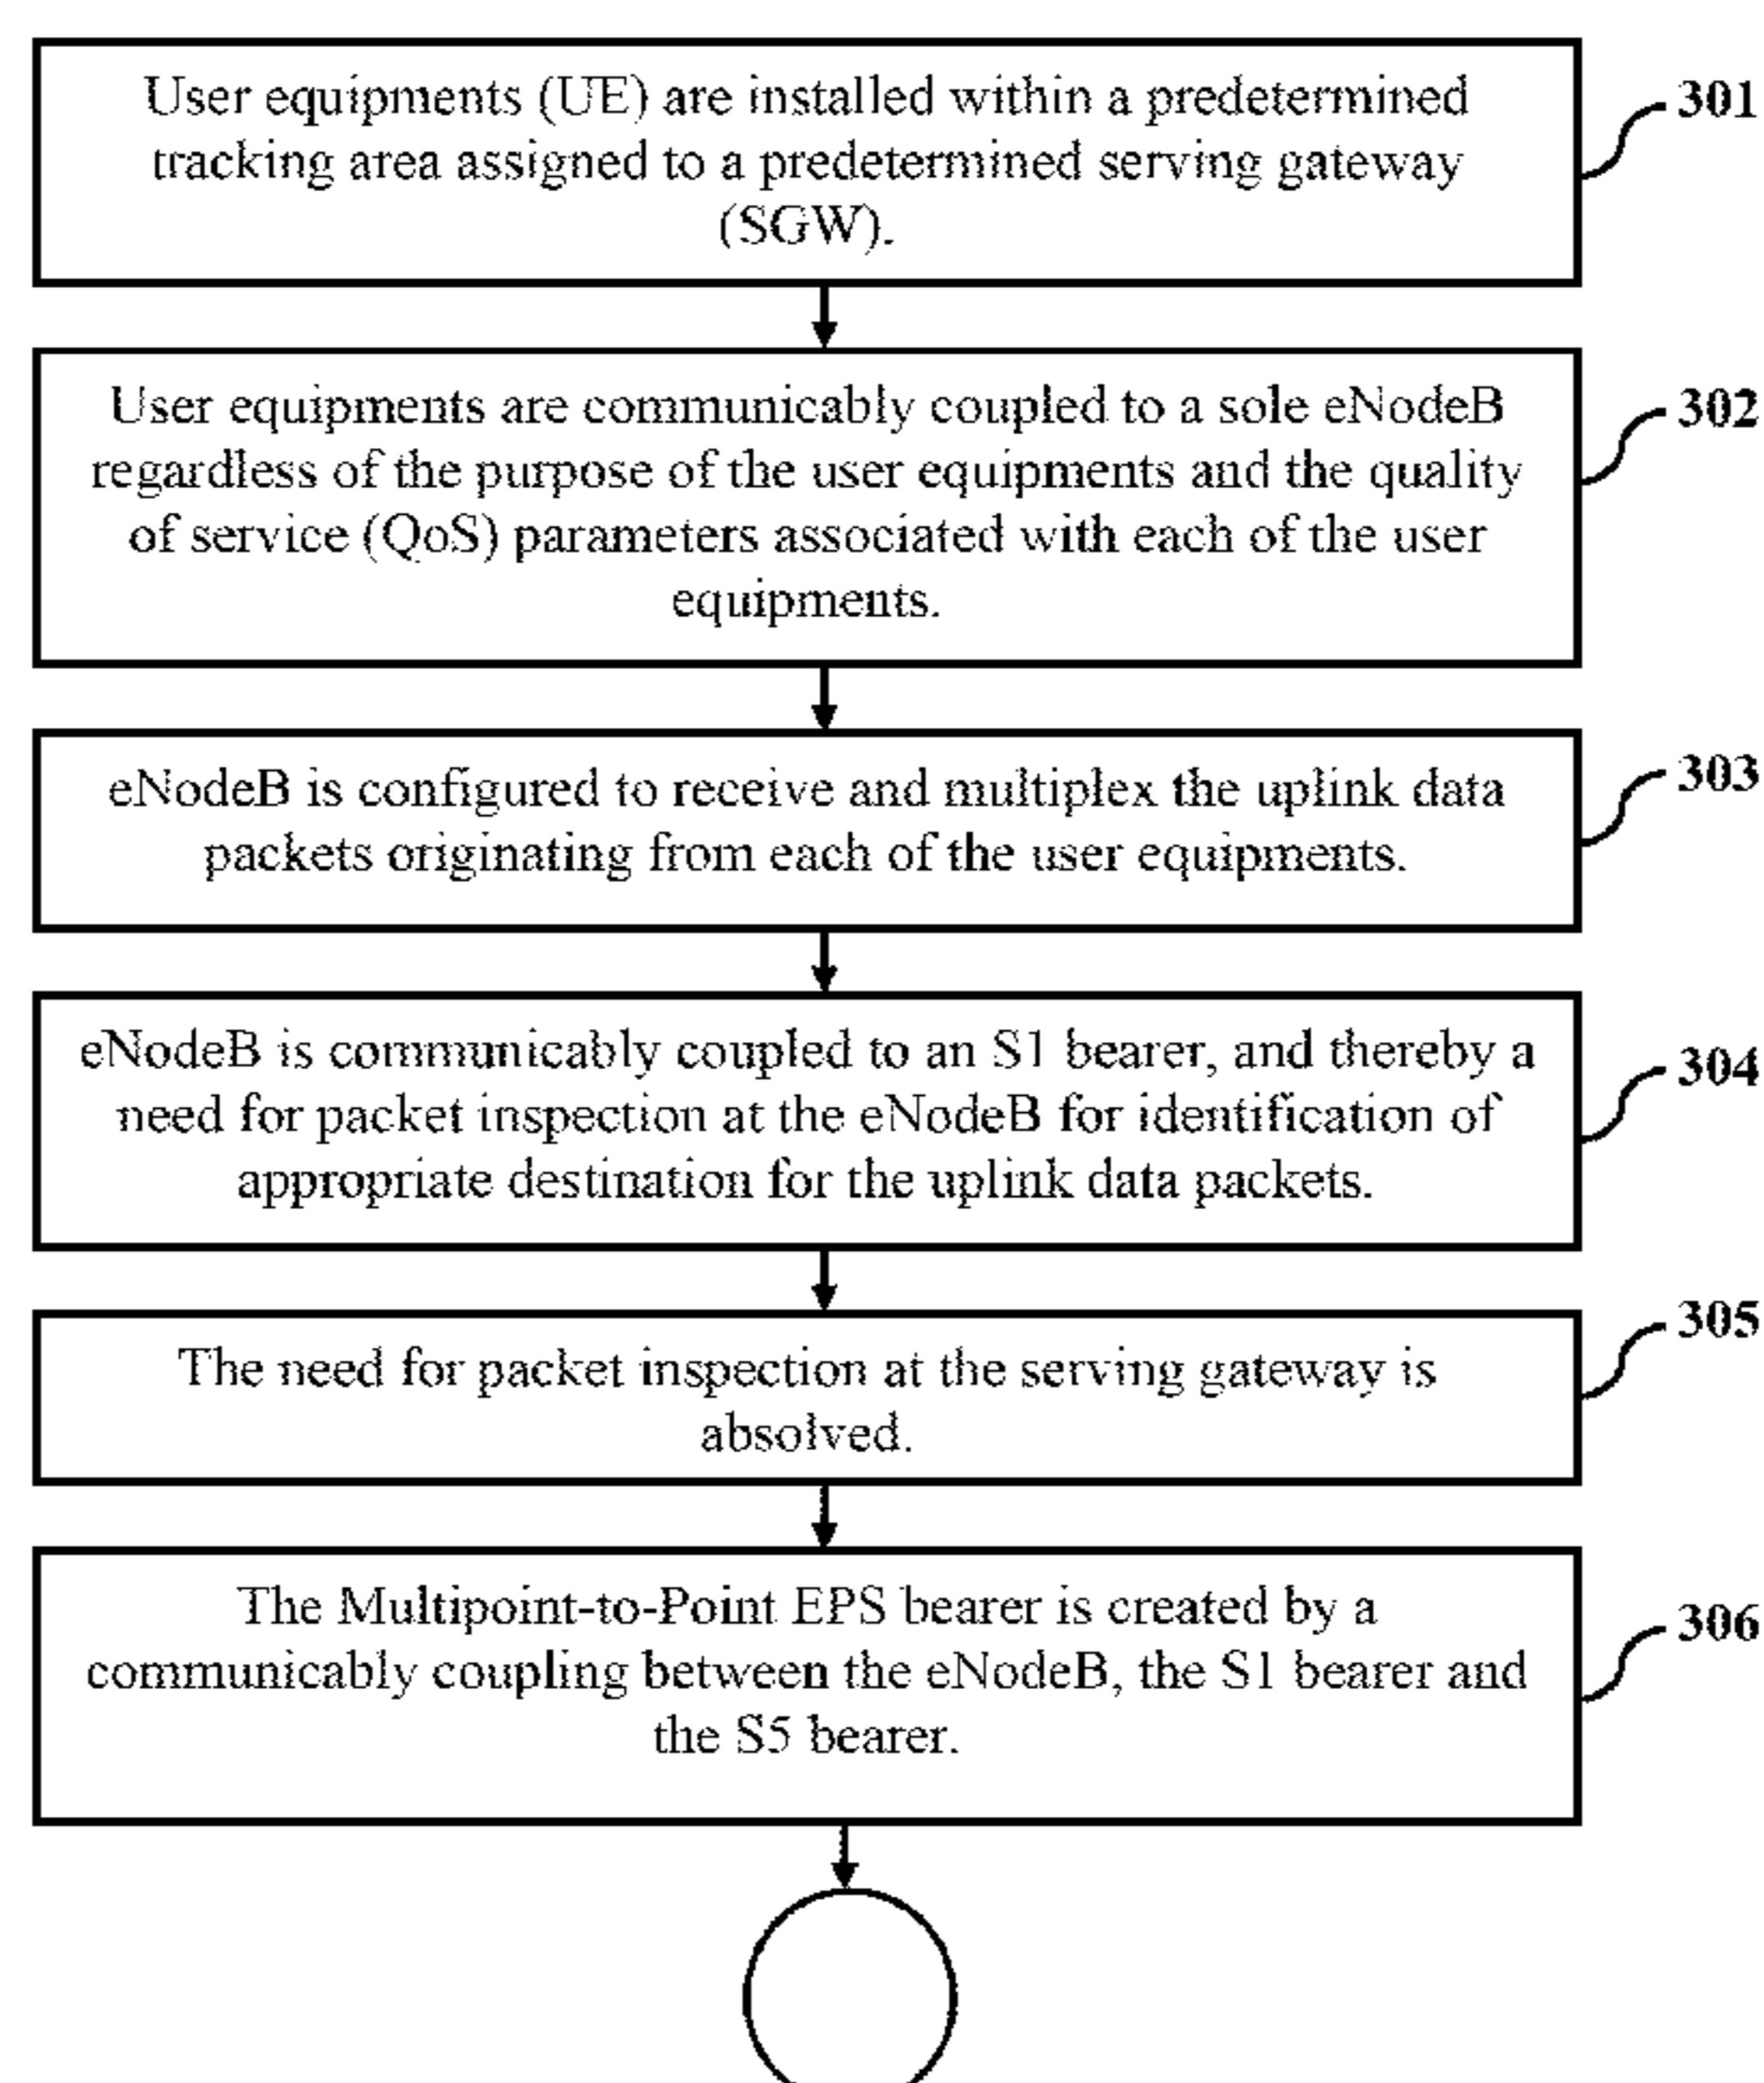 User equipments (UE) are installed within a predetermined
tracking area assigned to a predetermined serving gateway
(SGW).
301
User equipments are communicably coupled to a sole eNodeB
regardless of the purpose of the user equipments and the quality
of service (QoS) parameters associated with each of the user
equipments.
302
eNodeB is configured to receive and multiplex the uplink data
packets originating from each of the user equipments.
303
eNodeB is communicably coupled to an S1 bearer, and thereby a
need for packet inspection at the eNodeB for identification of
appropriate destination for the uplink data packets.
304
The need for packet inspection at the serving gateway is
absolved.
305
The Multipoint-to-Point EPS bearer is created by a
communicably coupling between the eNodeB, the S1 bearer and
the S5 bearer.
306